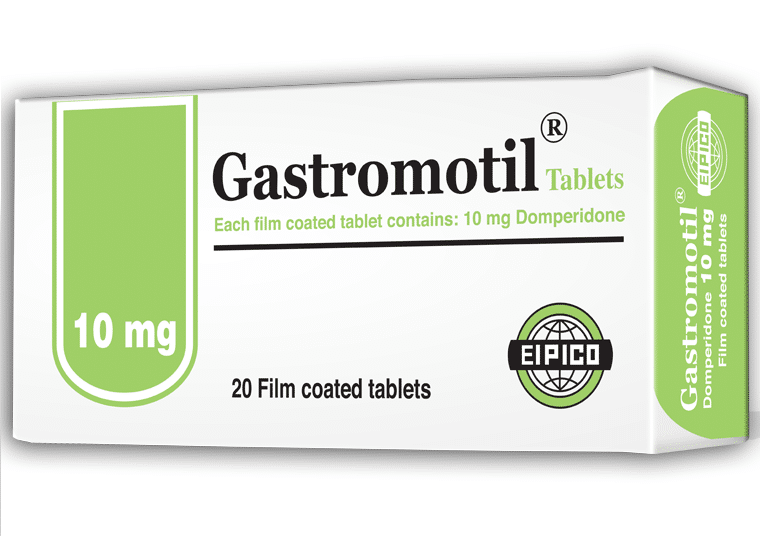 Gastromotil® Tablets
Each film coated tablet contains: 10 mg Domperidone
10 mg
20 Film coated tablets
EIPICO
Gastromotil®
Domperidone 10 mg
Film coated tablets
EIPICO